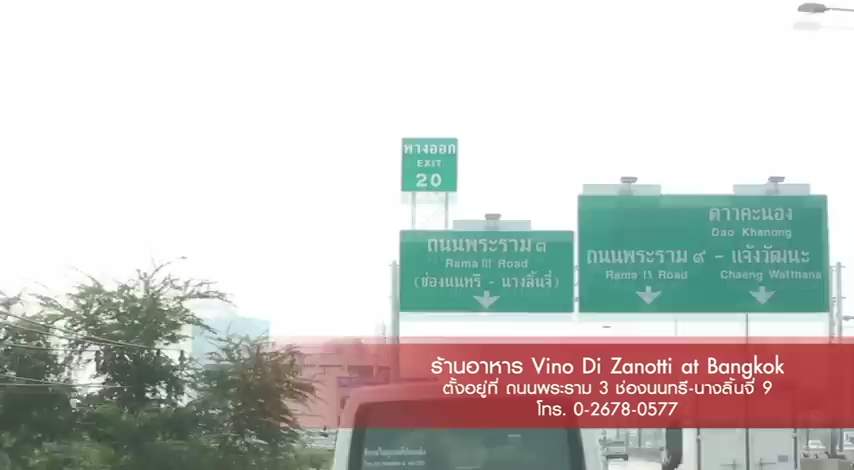 ทางออก
EXIT
20
ถนนพระราม ๓
Rama III Road
(ช่องนนทรี - นางลิ้นจี่)
ดาวคะนอง
Dao Khanong
ถนนพระราม ๙ - แจ้งวัฒนะ
Rama IX Road Chaeng Watthana
ร้านอาหาร Vino Di Zanotti at Bangkok
ตั้งอยู่ที่ ถนนพระราม 3 ช่องนนทรี-นางลิ้นจี่ 9
โทร. 0-2678-0577